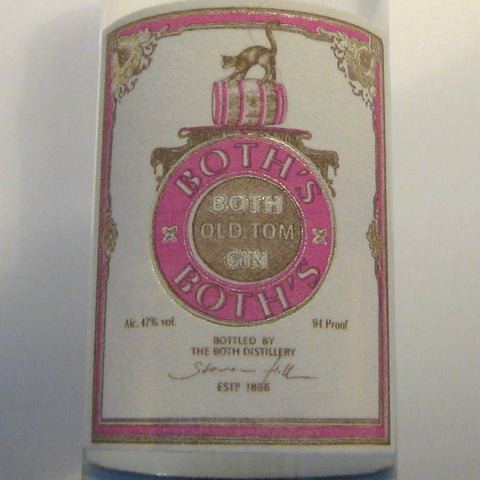 BOTH'S
BOTH
OLD TOM
GIN
BOTH'S
Alc. 47% vol. 94 Proof
BOTTLED BY
THE BOTH DISTILLERY
ESTD 1886